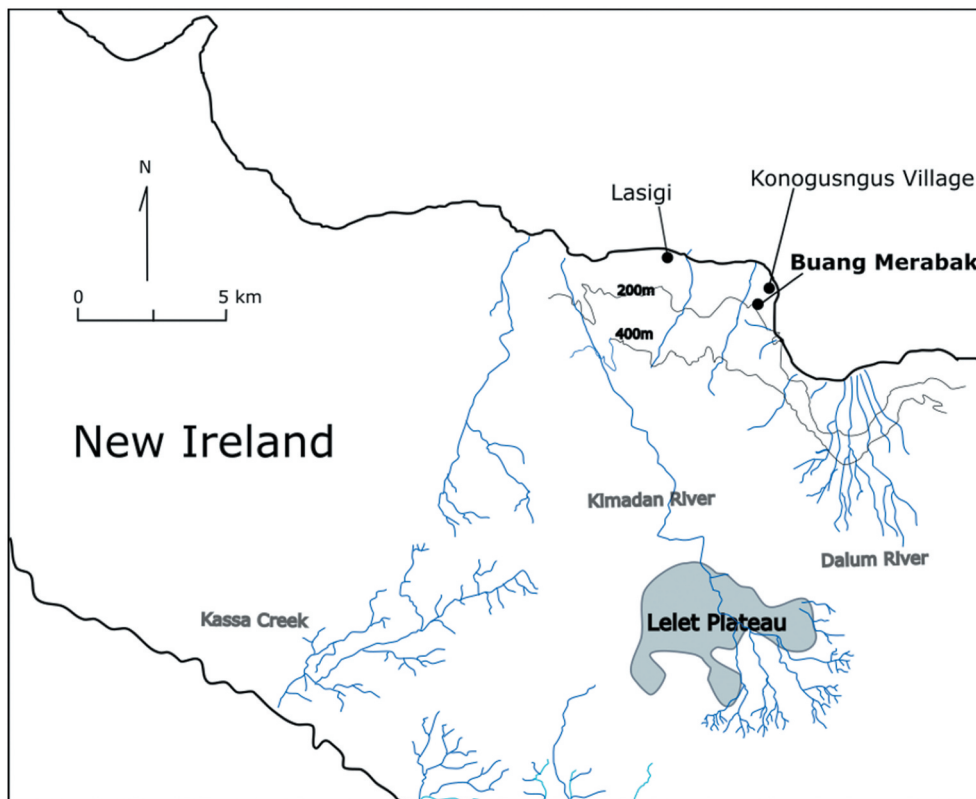 N
0
5 km
New Ireland
Lasigi
Konogusngus Village
Buang Merabak
200m
400m
Kimadan River
Dalum River
Kassa Creek
Lelet Plateau